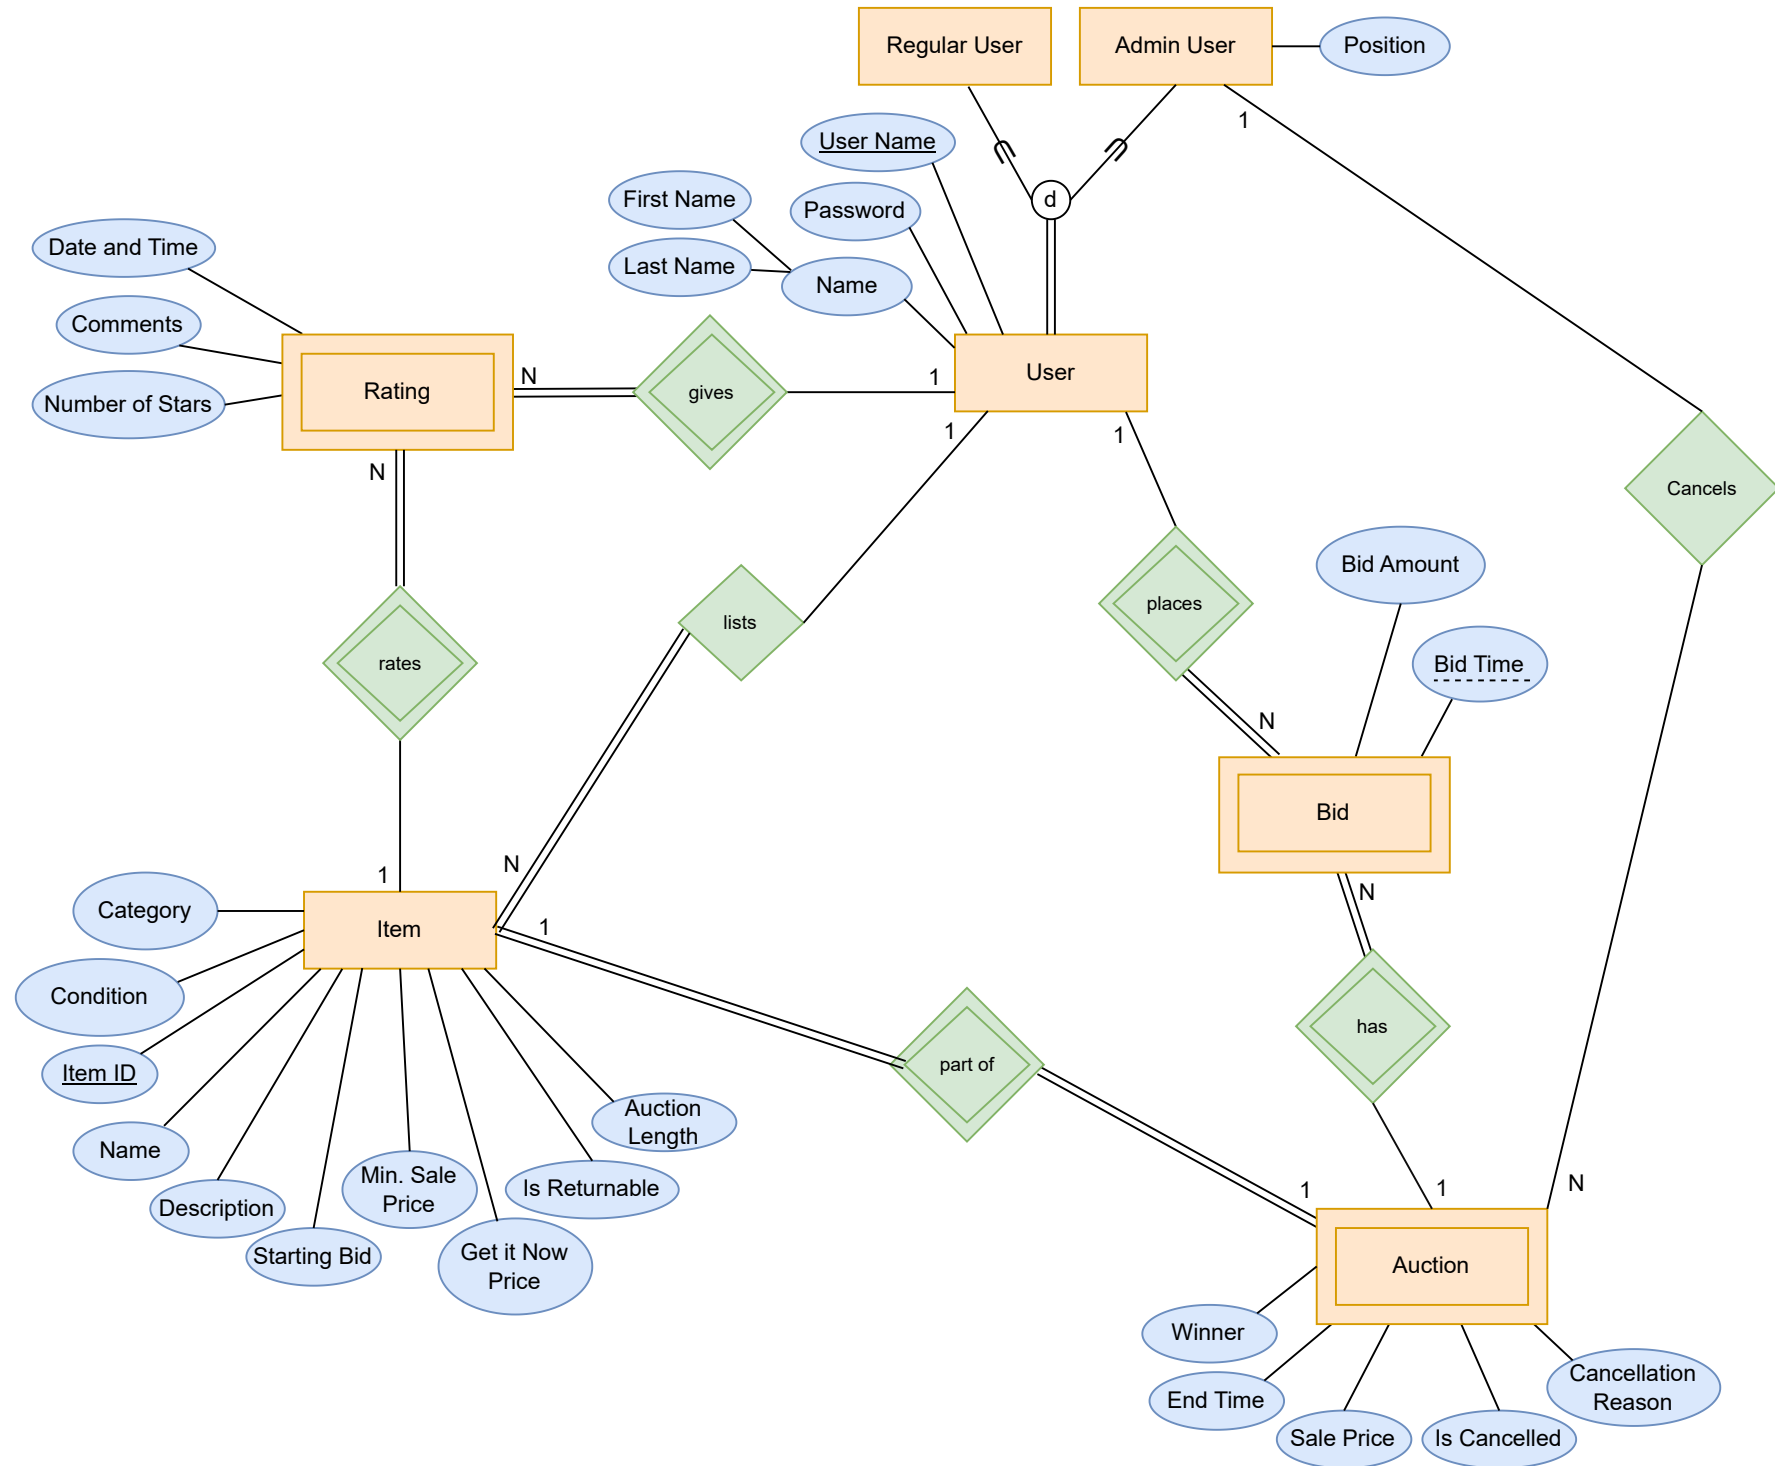 Regular User
Admin User
Position
1
User Name
First Name
Password
d
Last Name
Name
Date and Time
Comments
Number of Stars
Rating
N
gives
1
User
N
1
1
Cancels
Bid Amount
places
lists
rates
Bid Time
N
Bid
N
1
N
1
Category
Item
Condition
has
part of
Item ID
Auction
Length
Name
Min. Sale
Price
Is Returnable
1
1
N
Description
Starting Bid
Get it Now
Price
Auction
Winner
End Time
Cancellation
Reason
Sale Price
Is Cancelled